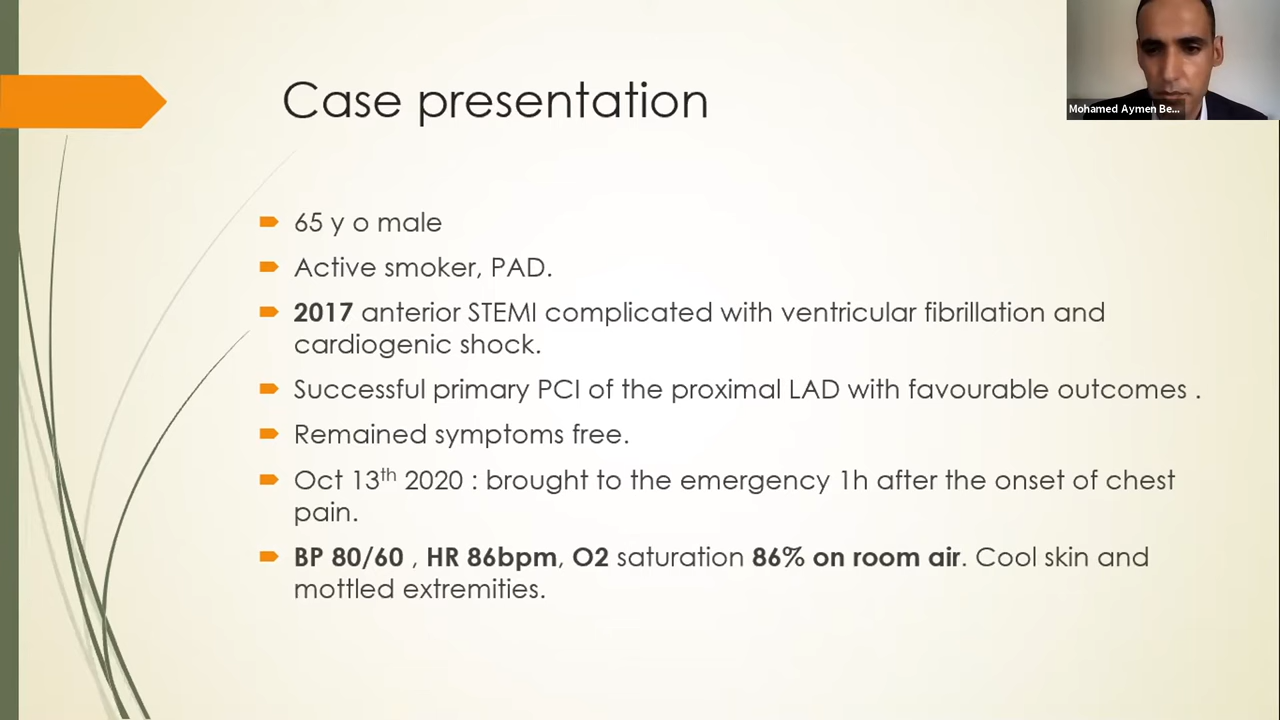 Case presentation
Mohamed Aymen Be...
65 y o male
Active smoker, PAD.
2017 anterior STEMI complicated with ventricular fibrillation and
cardiogenic shock.
Successful primary PCI of the proximal LAD with favourable outcomes .
Remained symptoms free.
Oct 13th 2020 : brought to the emergency 1h after the onset of chest
pain.
BP 80/60 , HR 86bpm, O2 saturation 86% on room air. Cool skin and
mottled extremities.